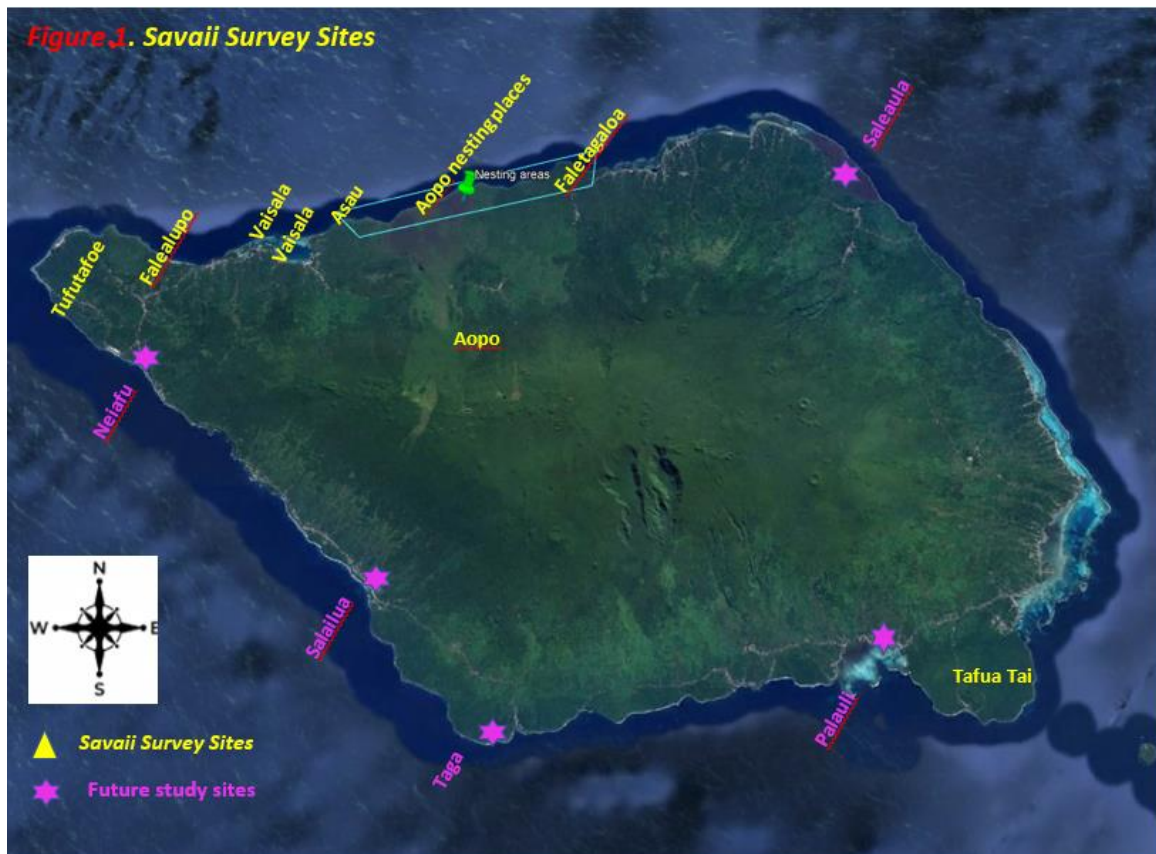 Figure 1. Savaii Survey Sites
Saleaula
Aopo nesting places
Nesting areas
Faletagaloa
Asau
Vaisala
Vaisala
Falealupo
Tufutafoe
Aopo
Neiafu
Salailua
Taga
Palauli
Tafua Tai
N
W
E
S
Savaii Survey Sites
Future study sites